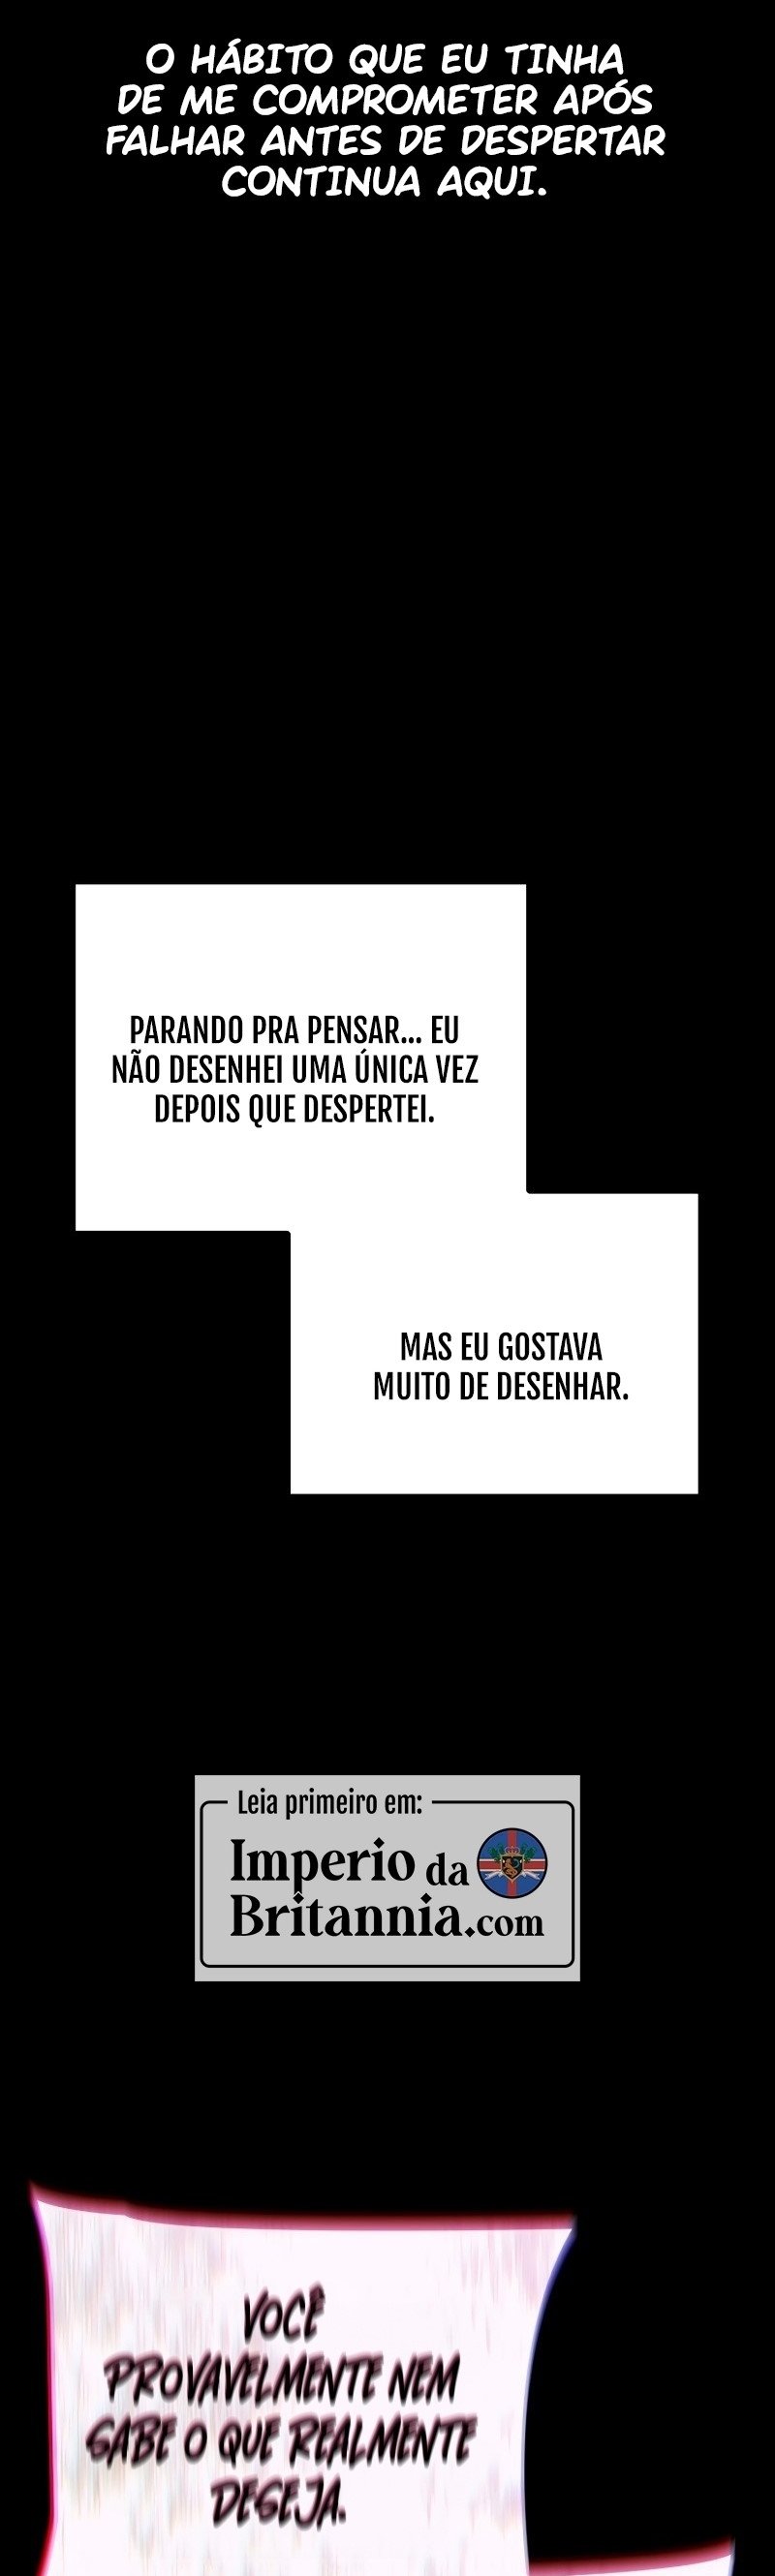 O HÁBITO QUE EU TINHA
DE ME COMPROMETER APÓS
FALHAR ANTES DE DESPERTAR
CONTINUA AQUI.
PARANDO PRA PENSAR... EU
NÃO DESENHEI UMA ÚNICA VEZ
DEPOIS QUE DESPERTEI.
MAS EU GOSTAVA
MUITO DE DESENHAR.
Leia primeiro em:
Imperio da
Britannia.com
VOCÊ
PROVAVELMENTE NEM
SABE O QUE REALMENTE
DESEJA.